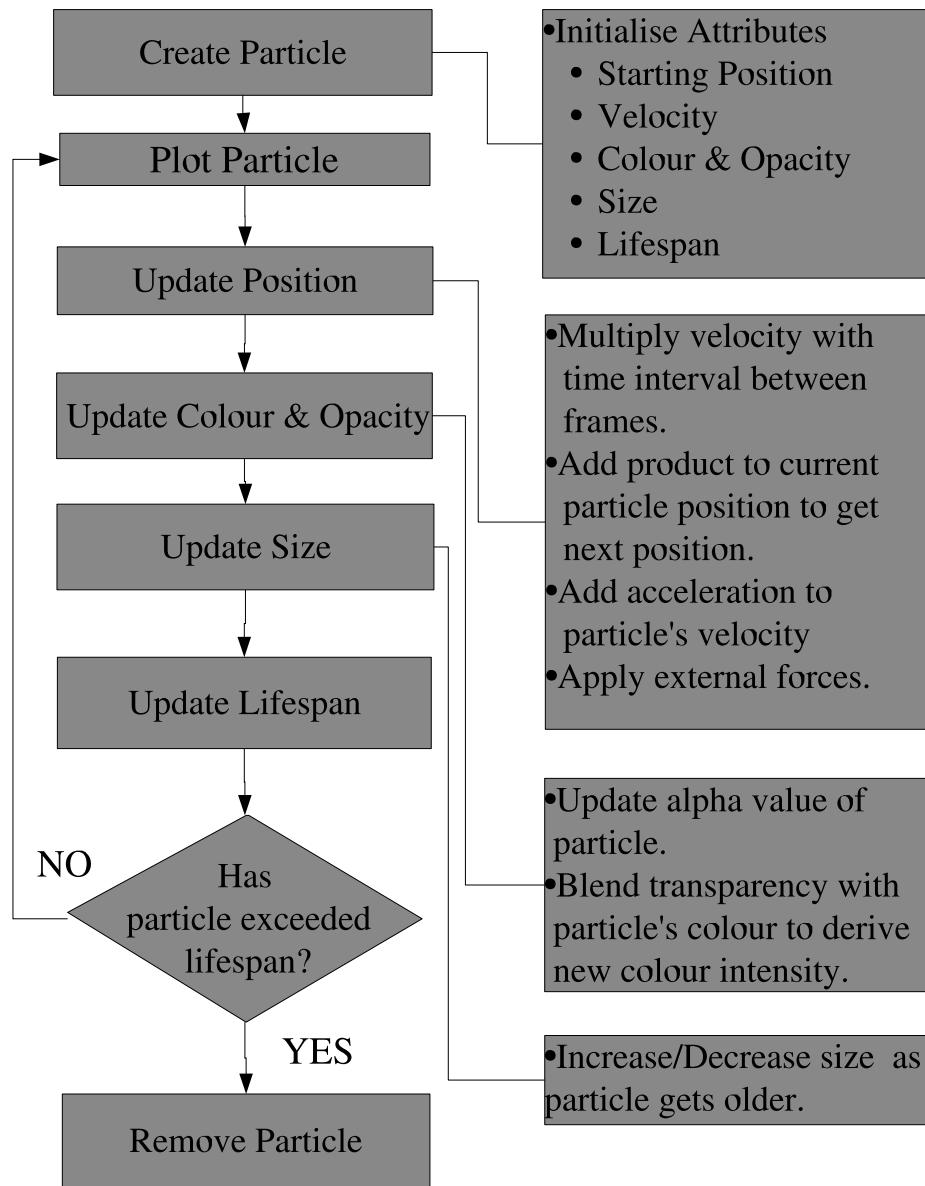 Create Particle
Plot Particle
Update Position
Update Colour & Opacity
Update Size
Update Lifespan
NO
Has
particle exceeded
lifespan?
YES
Remove Particle
•Initialise Attributes
• Starting Position
• Velocity
• Colour & Opacity
• Size
• Lifespan
•Multiply velocity with
time interval between
frames.
•Add product to current
particle position to get
next position.
•Add acceleration to
particle's velocity
•Apply external forces.
•Update alpha value of
particle.
•Blend transparency with
particle's colour to derive
new colour intensity.
•Increase/Decrease size as
particle gets older.